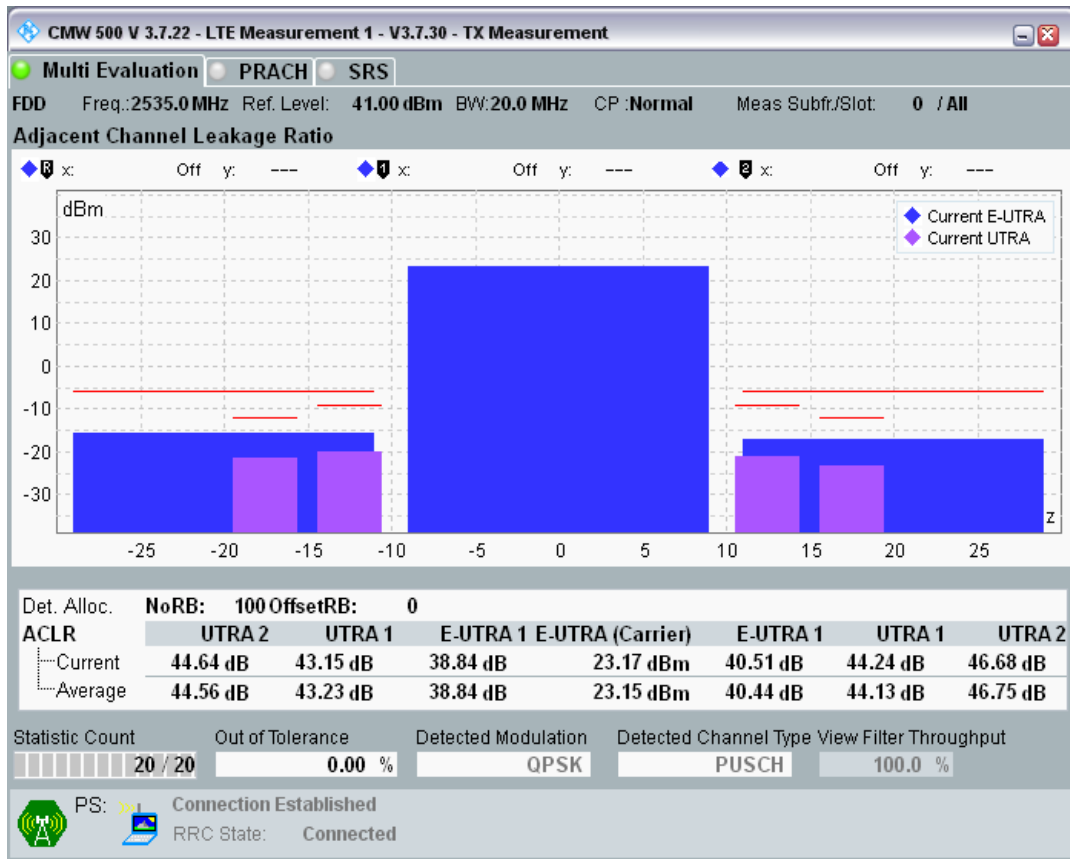 CMW 500 V 3.7.22 - LTE Measurement 1 - V3.7.30 - TX Measurement
Multi Evaluation PRACH SRS
FDD Freq.:2535.0 MHz Ref. Level: 41.00 dBm BW:20.0 MHz CP :Normal Meas Subfr./Slot: 0 / All
Adjacent Channel Leakage Ratio
R x: Off y: --- 1 x: Off y: --- 2 x: Off y: ---
dBm
Current E-UTRA
Current UTRA
30
20
10
0
-10
-20
-30
z
-25 -20 -15 -10 -5 0 5 10 15 20 25
Det. Alloc. NoRB: 100 OffsetRB: 0
ACLR UTRA 2 UTRA 1 E-UTRA 1 E-UTRA (Carrier) E-UTRA 1 UTRA 1 UTRA 2
Current 44.64 dB 43.15 dB 38.84 dB 23.17 dBm 40.51 dB 44.24 dB 46.68 dB
Average 44.56 dB 43.23 dB 38.84 dB 23.15 dBm 40.44 dB 44.13 dB 46.75 dB
Statistic Count Out of Tolerance Detected Modulation Detected Channel Type View Filter Throughput
20 / 20 0.00 % QPSK PUSCH 100.0 %
PS: Connection Established
RRC State: Connected